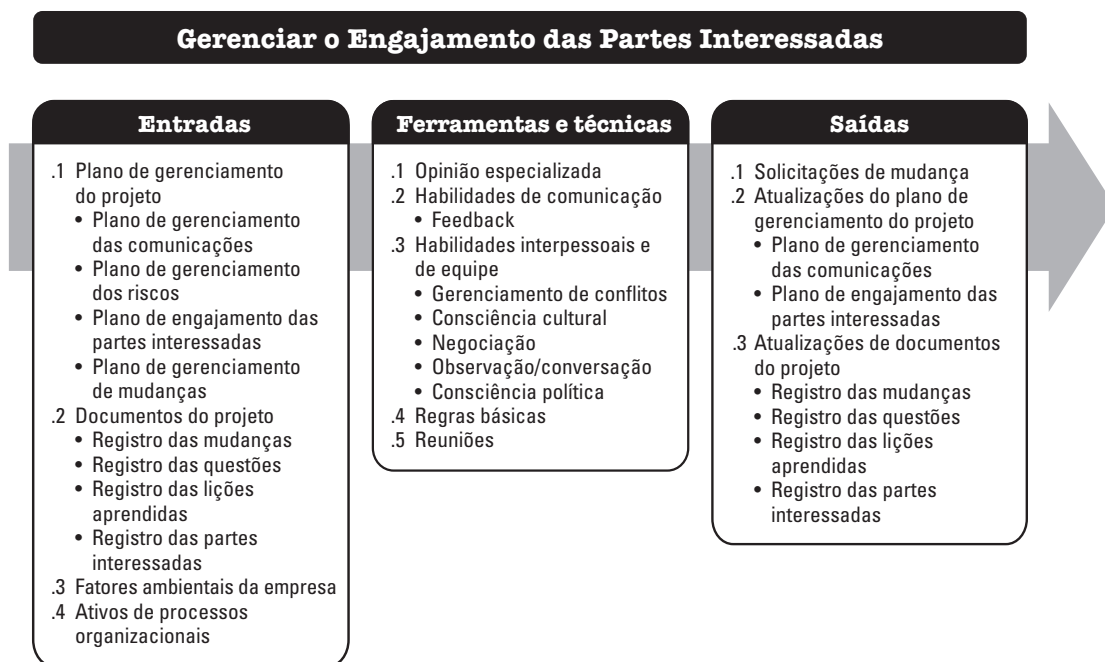 Gerenciar o Engajamento das Partes Interessadas
Entradas
.1 Plano de gerenciamento
do projeto
• Plano de gerenciamento
das comunicações
• Plano de gerenciamento
dos riscos
• Plano de engajamento das
partes interessadas
• Plano de gerenciamento
de mudanças
.2 Documentos do projeto
• Registro das mudanças
• Registro das questões
• Registro das lições
aprendidas
• Registro das partes
interessadas
.3 Fatores ambientais da empresa
.4 Ativos de processos
organizacionais
Ferramentas e técnicas
.1 Opinião especializada
.2 Habilidades de comunicação
• Feedback
.3 Habilidades interpessoais e
de equipe
• Gerenciamento de conflitos
• Consciência cultural
• Negociação
• Observação/conversação
• Consciência política
.4 Regras básicas
.5 Reuniões
Saídas
.1 Solicitações de mudança
.2 Atualizações do plano de
gerenciamento do projeto
• Plano de gerenciamento
das comunicações
• Plano de engajamento das
partes interessadas
.3 Atualizações de documentos
do projeto
• Registro das mudanças
• Registro das questões
• Registro das lições
aprendidas
• Registro das partes
interessadas